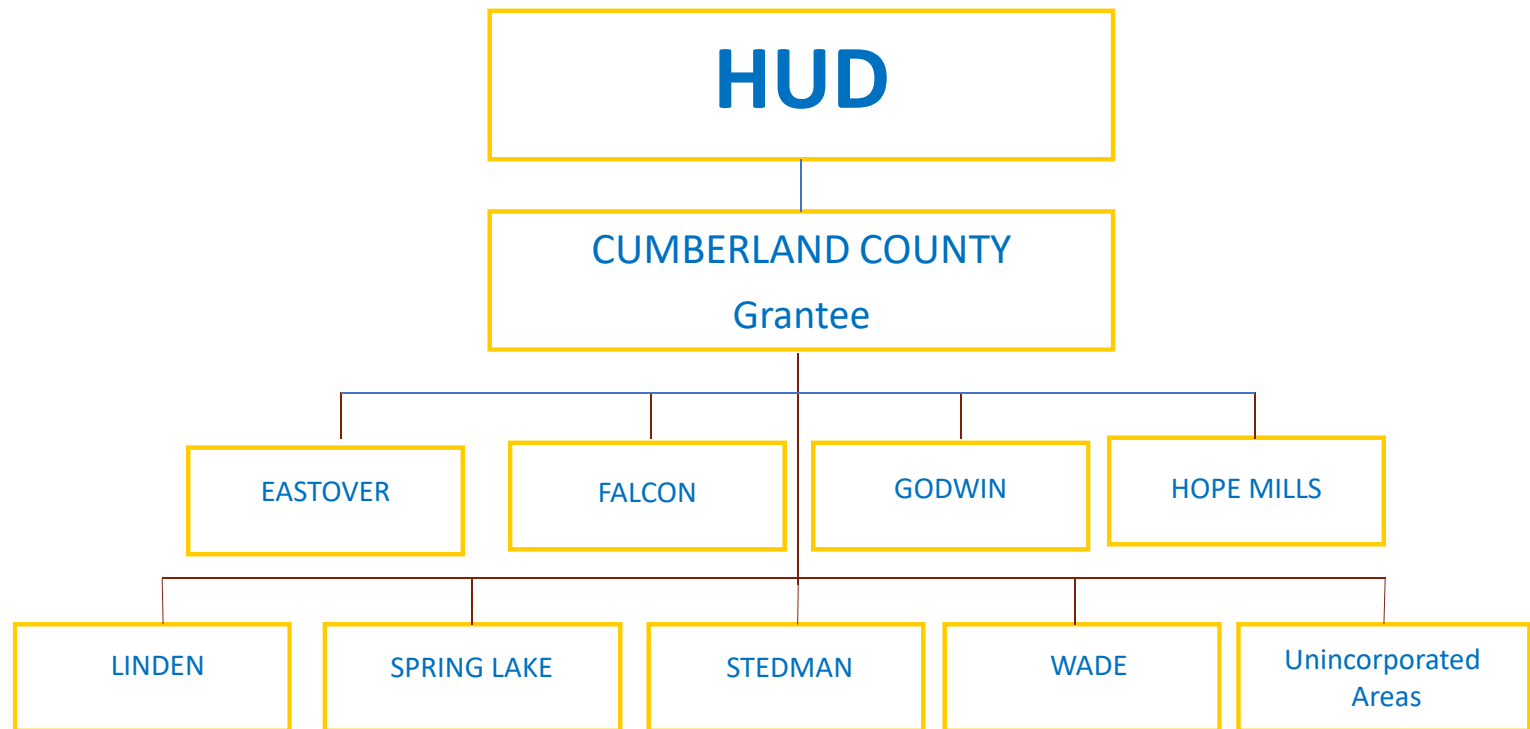 HUD
CUMBERLAND COUNTY
Grantee
EASTOVER
FALCON
GODWIN
HOPE MILLS
LINDEN
SPRING LAKE
STEDMAN
WADE
Unincorporated
Areas